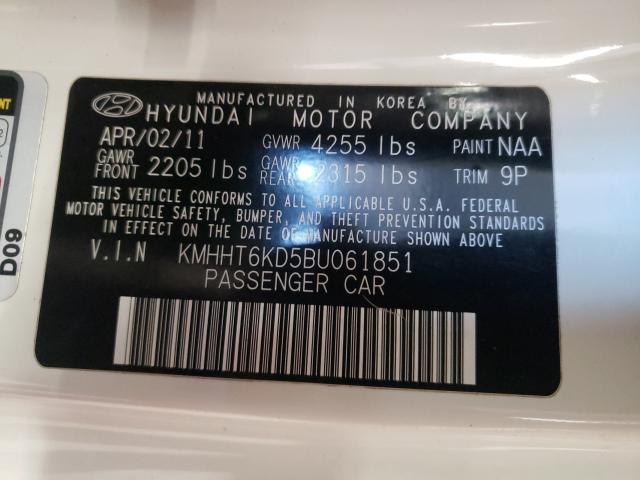 MANUFACTURED IN KOREA BY
HYUNDAI MOTOR COMPANY
APR/02/11 GVWR 4255 lbs PAINT NAA
GAWR FRONT 2205 lbs GAWR REAR 2315 lbs TRIM 9P
THIS VEHICLE CONFORMS TO ALL APPLICABLE U.S.A. FEDERAL
MOTOR VEHICLE SAFETY, BUMPER, AND THEFT PREVENTION STANDARDS
IN EFFECT ON THE DATE OF MANUFACTURE SHOWN ABOVE
V.I.N KMHHT6KD5BU061851
PASSENGER CAR
D09